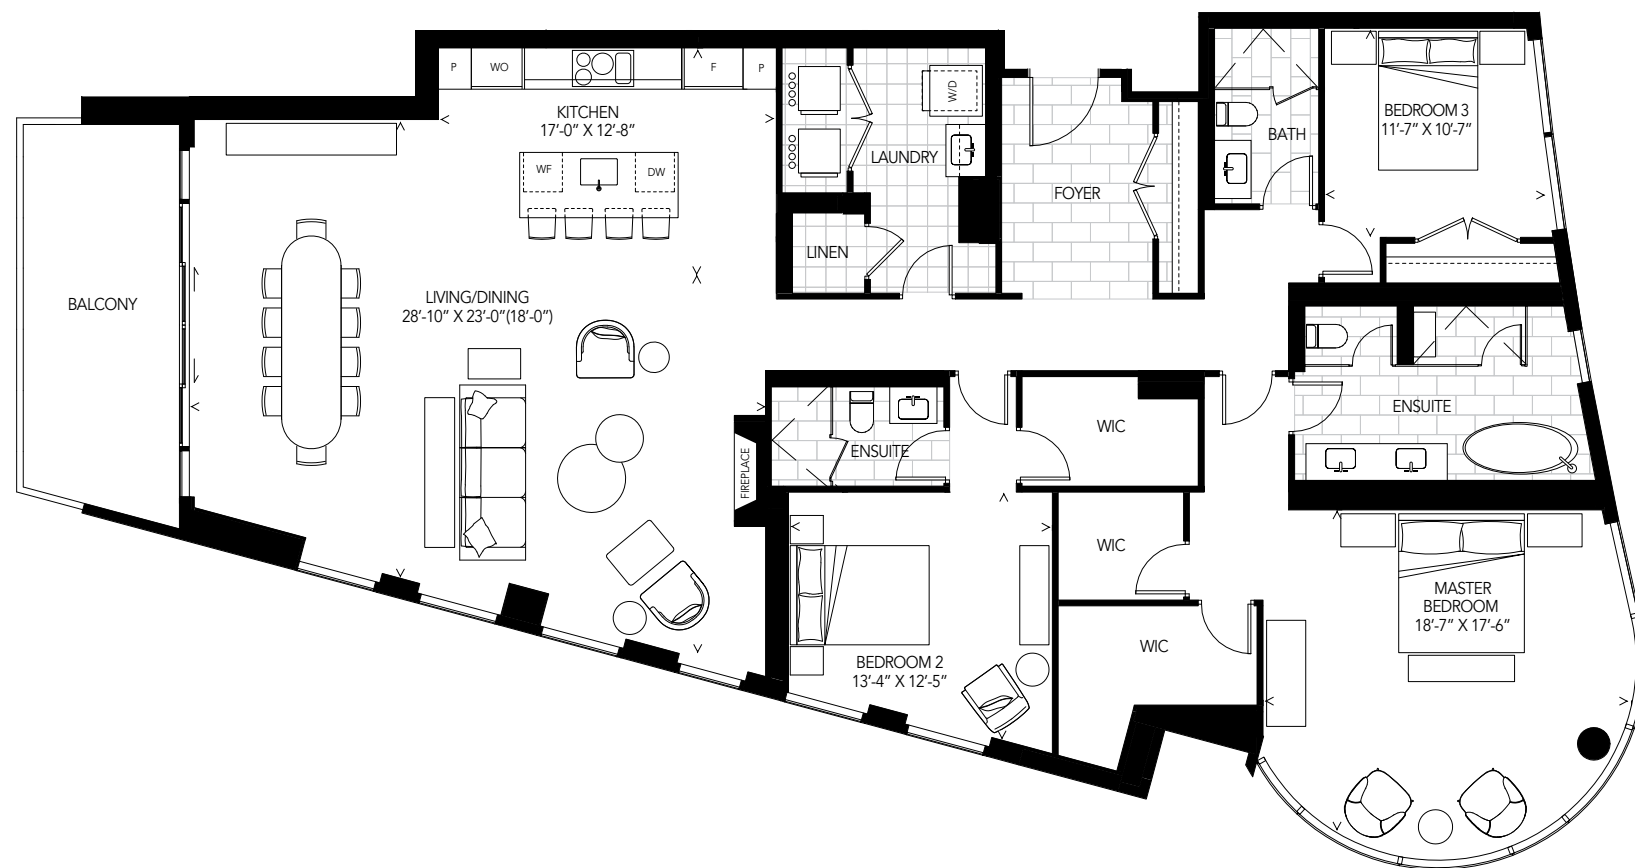 P
WO
F
P
KITCHEN
17'-0" X 12'-8"
WF
DW
W/D
LAUNDRY
LINEN
FOYER
BATH
BEDROOM 3
11'-7" X 10'-7"
BALCONY
LIVING/DINING
28'-10" X 23'-0"(18'-0")
ENSUITE
FIREPLACE
WIC
ENSUITE
WIC
WIC
BEDROOM 2
13'-4" X 12'-5"
MASTER
BEDROOM
18'-7" X 17'-6"